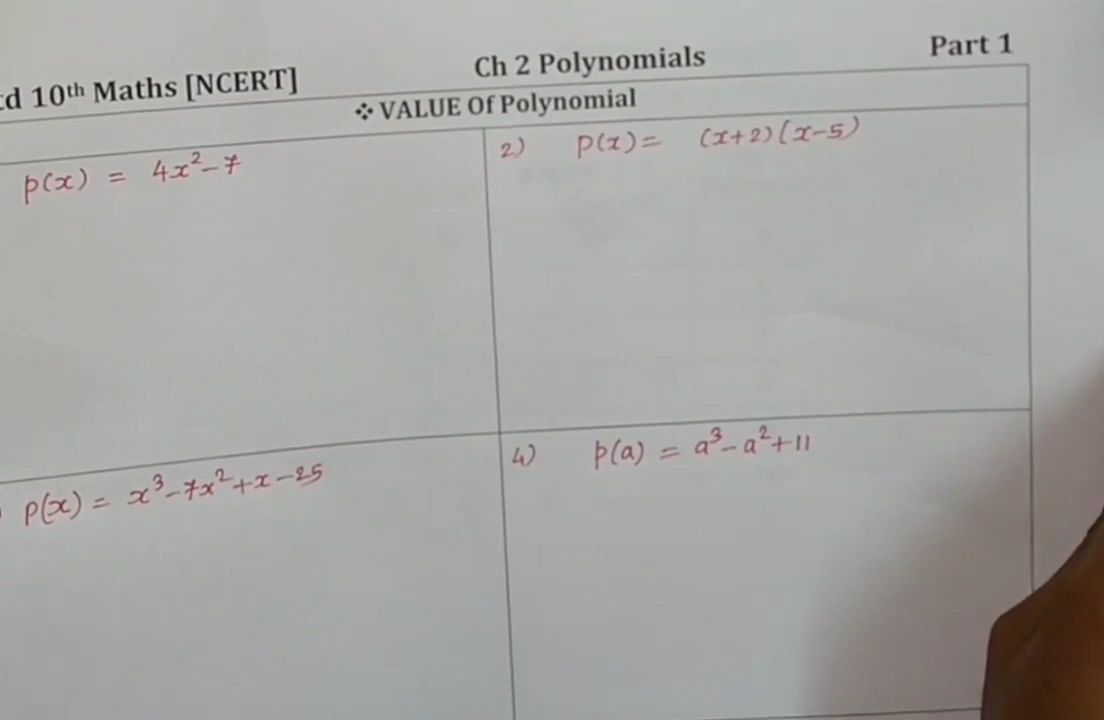 td 10th Maths [NCERT] Ch 2 Polynomials Part 1
❖ VALUE Of Polynomial
p(x) = 4x²-7
2) p(x) = (x+2)(x-5)
p(x) = x³-7x²+x-25
4) p(a) = a³-a²+11